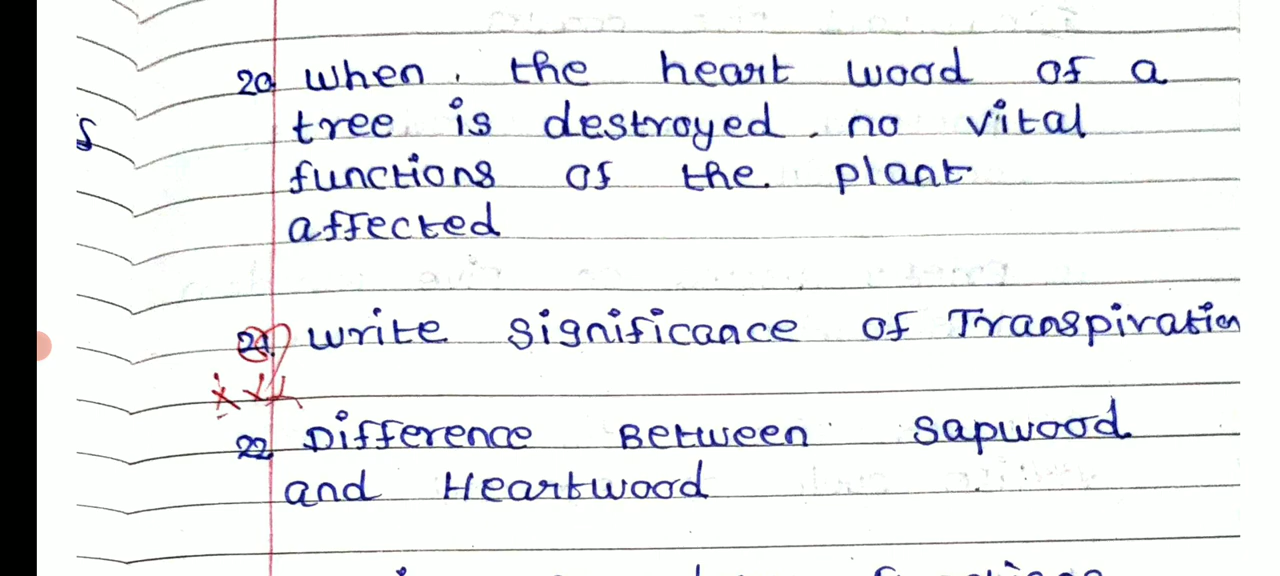 20 When, the heart wood of a
tree is destroyed. no vital
functions of the plant
affected
21 Write Significance of Transpiration
22 Difference Between Sapwood
and Heartwood